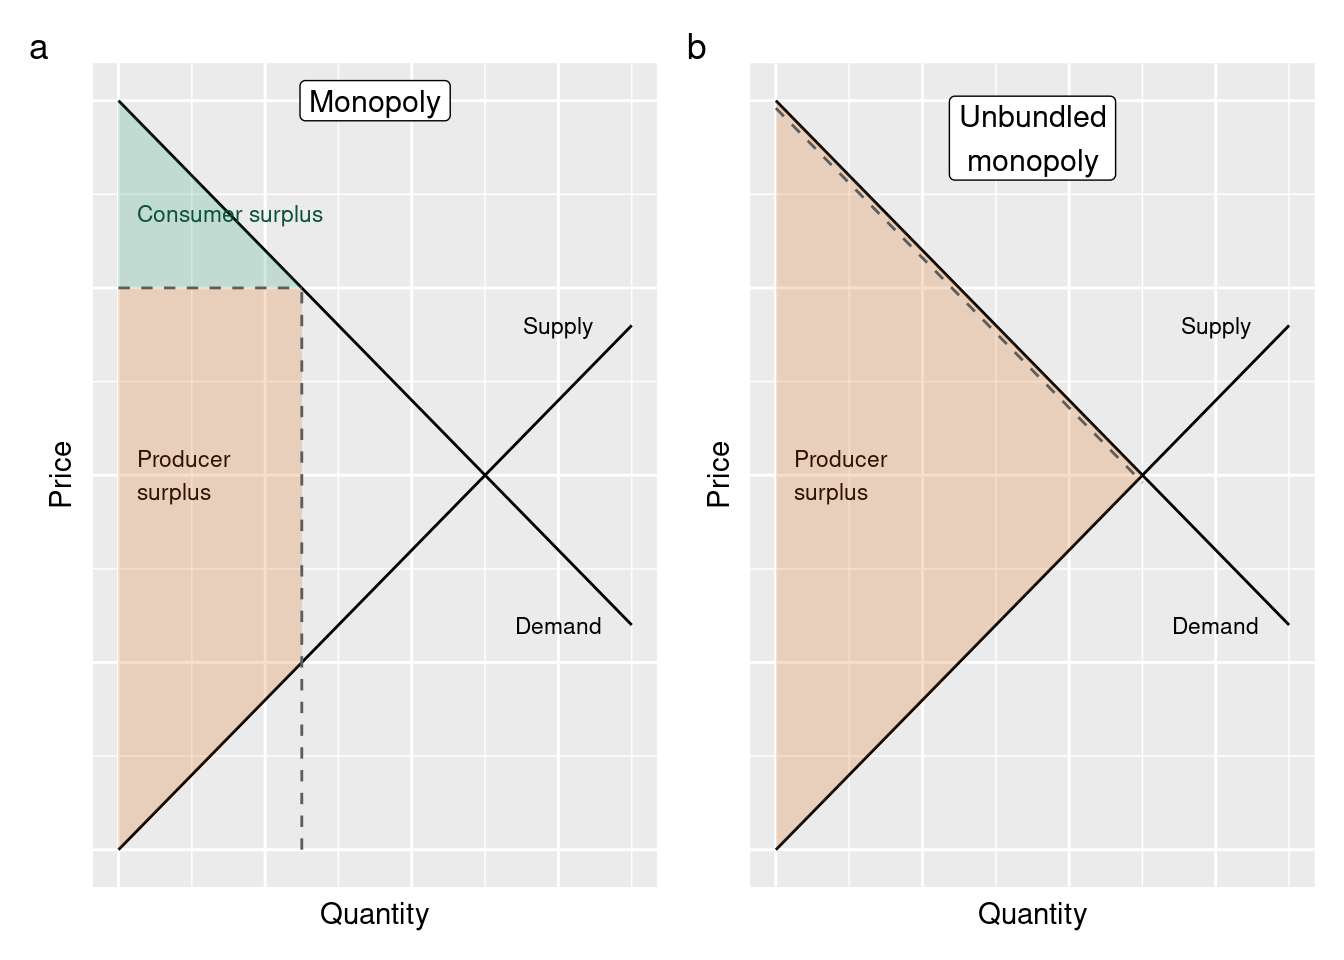 a
Monopoly
Consumer surplus
Supply
Producer
surplus
Demand
Price
Quantity
b
Unbundled
monopoly
Supply
Producer
surplus
Demand
Price
Quantity